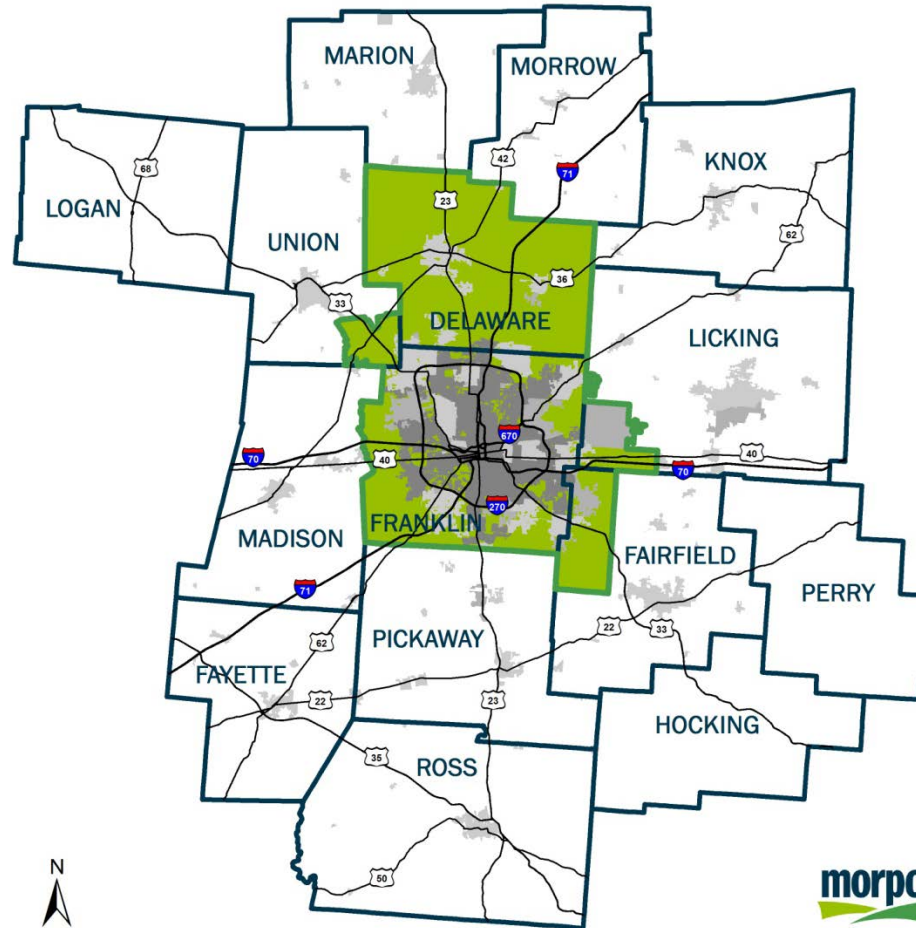 MARION
MORROW
42
71
KNOX
68
23
62
LOGAN
UNION
36
33
DELAWARE
LICKING
670
70
40
40
70
270
FRANKLIN
MADISON
FAIRFIELD
71
PERRY
62
PICKAWAY
22
33
FAYETTE
22
23
HOCKING
35
ROSS
50
N
morpc